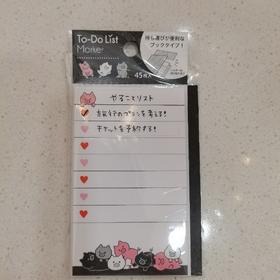 To-Do List
Marker
持ち運びが便利な
ブックタイプ！
45枚入
やることリスト
旅行のプランを考える！
チケットを予約する！